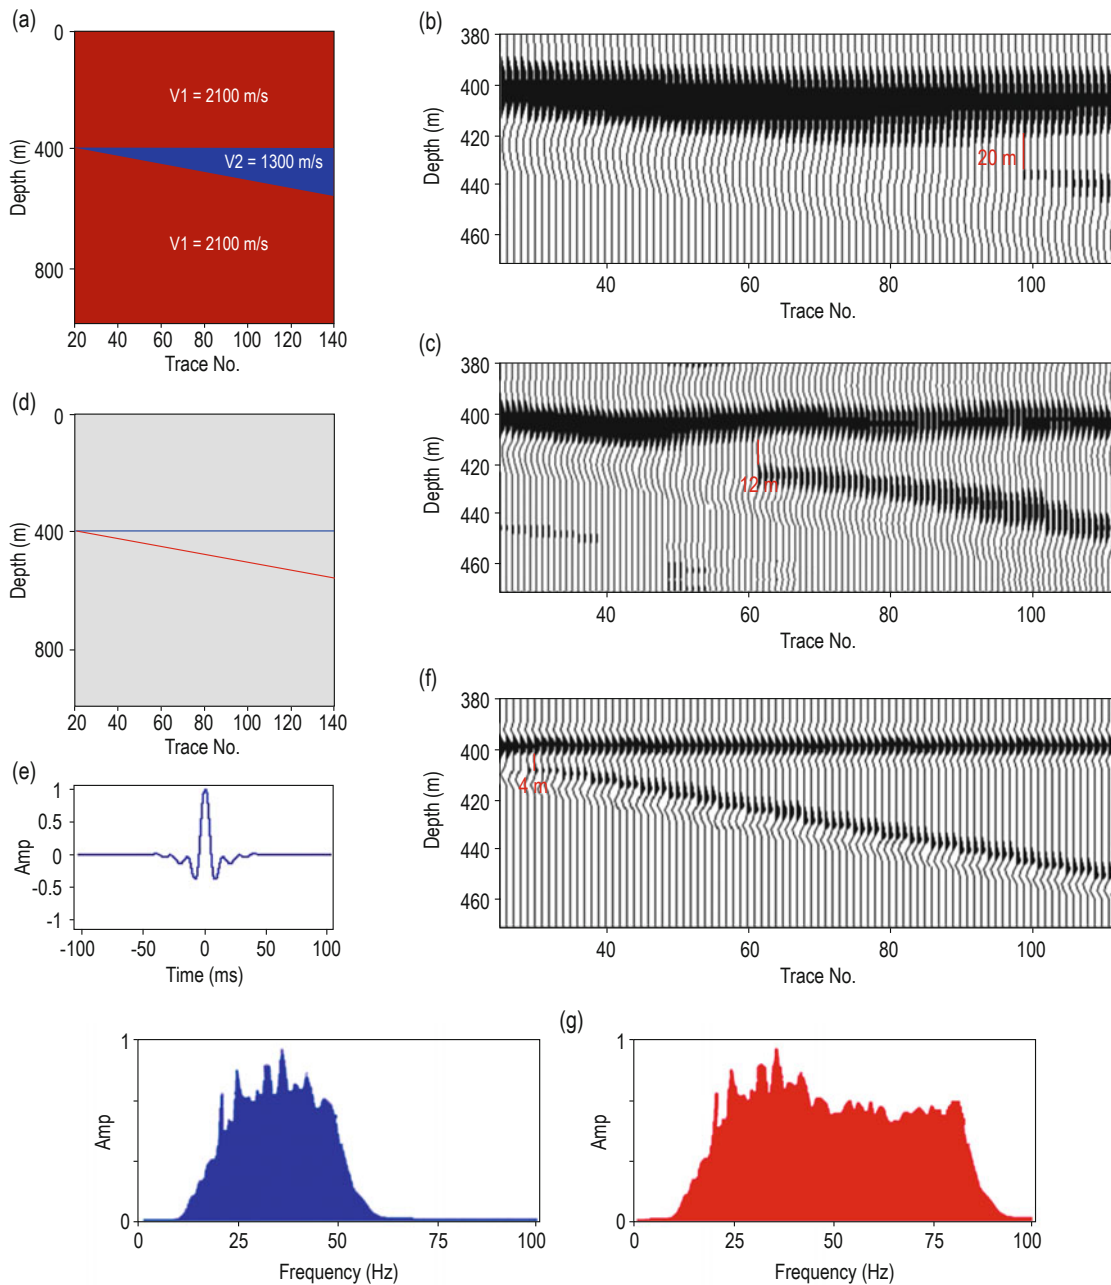 (a)
0
400
800
Depth (m)
V1 = 2100 m/s
V2 = 1300 m/s
V1 = 2100 m/s
20 40 60 80 100 120 140
Trace No.
(b)
380
400
420
440
460
Depth (m)
20 m
40 60 80 100
Trace No.
(c)
380
400
420
440
460
Depth (m)
12 m
40 60 80 100
Trace No.
(d)
0
400
800
Depth (m)
20 40 60 80 100 120 140
Trace No.
(e)
1
0.5
0
-0.5
-1
Amp
-100 -50 0 50 100
Time (ms)
(f)
380
400
420
440
460
Depth (m)
4 m
40 60 80 100
Trace No.
(g)
1
0
Amp
0 25 50 75 100
Frequency (Hz)
1
0
Amp
0 25 50 75 100
Frequency (Hz)